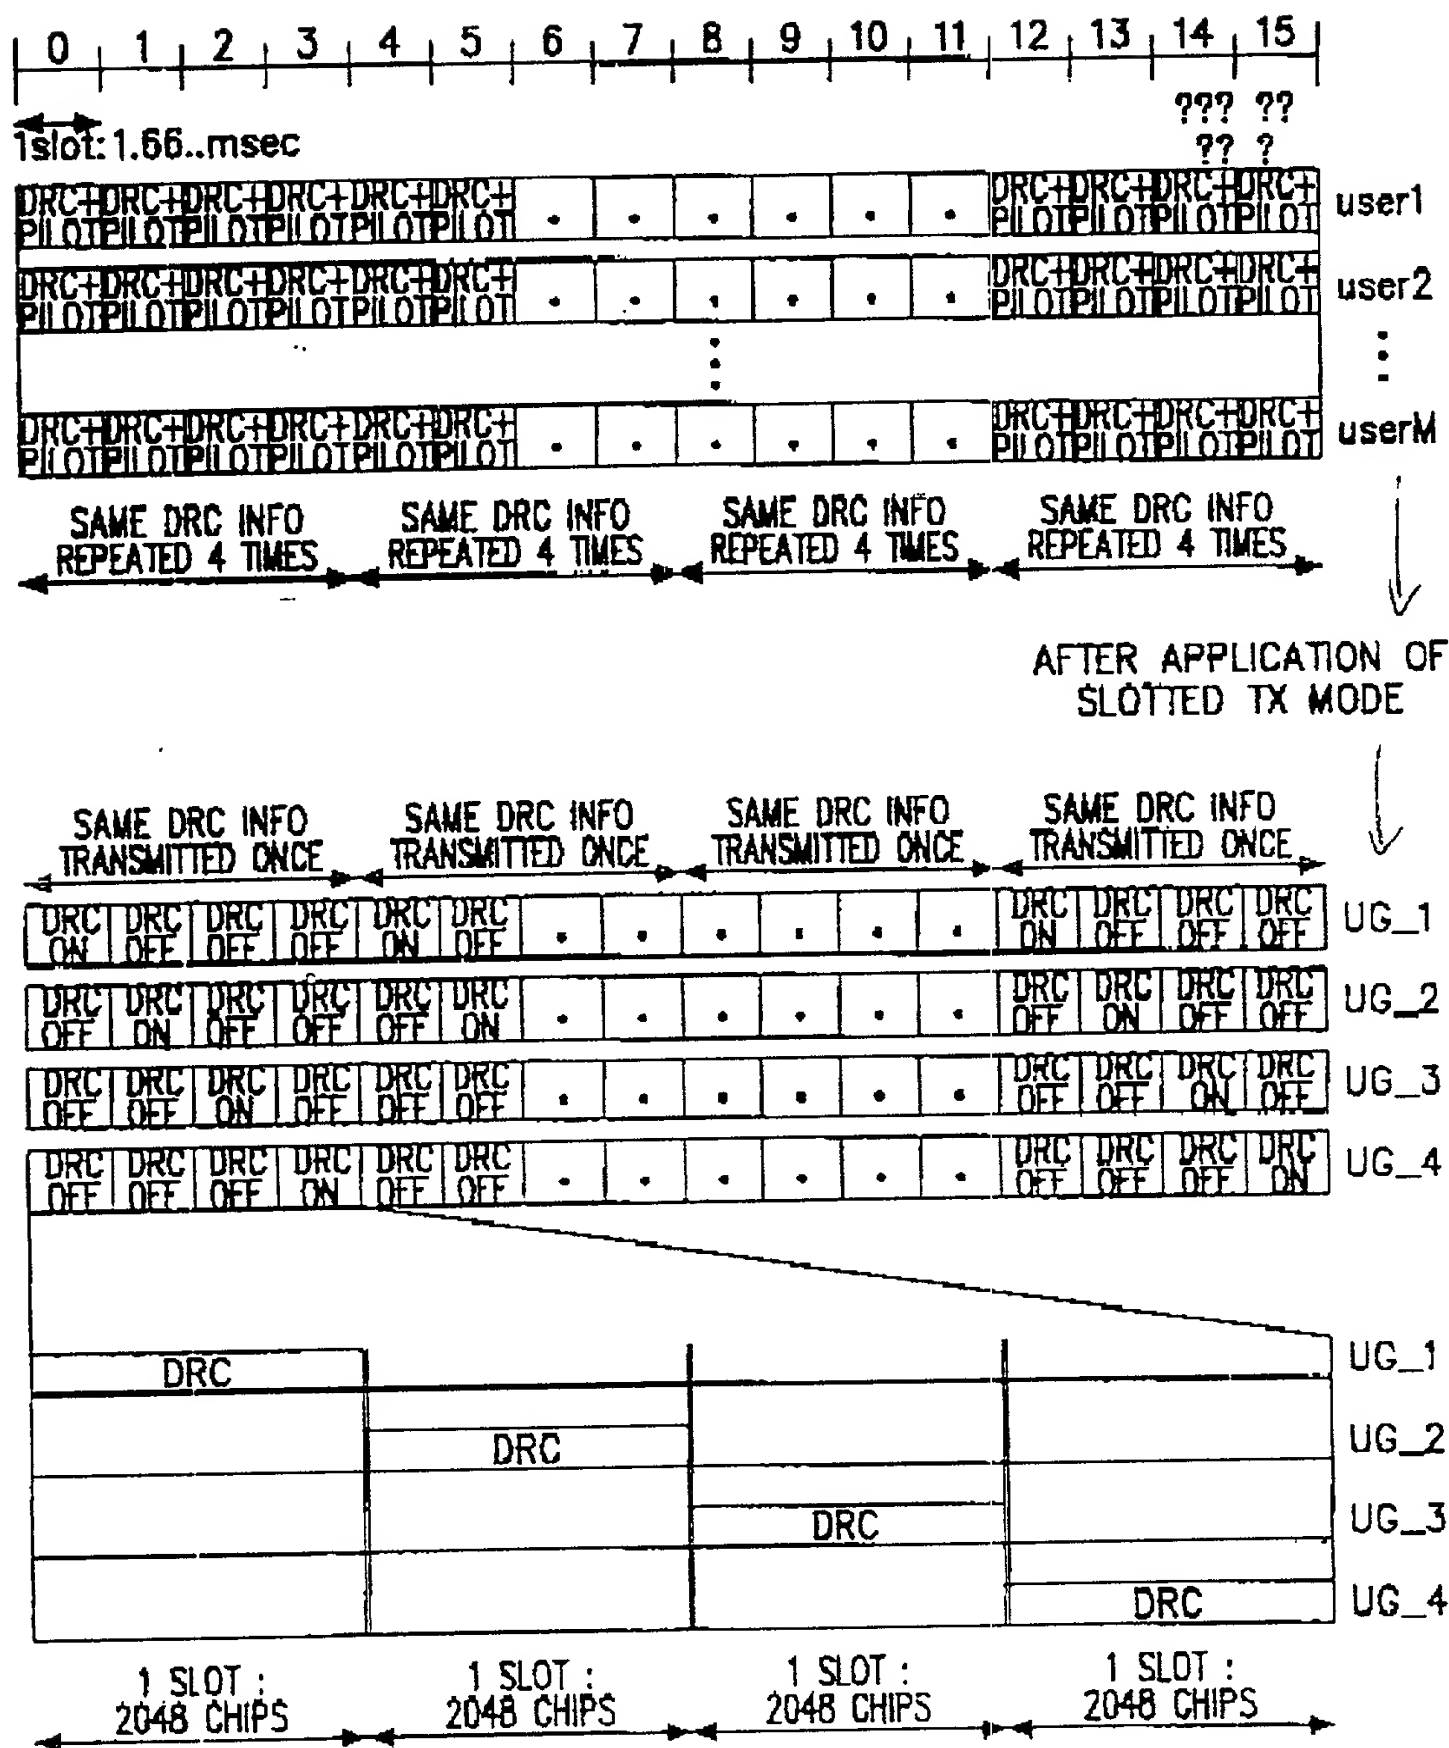 0 1 2 3 4 5 6 7 8 9 10 11 12 13 14 15
??? ??
?? ?
1slot: 1.66..msec
DRC+ DRC+ DRC+ DRC+ DRC+ DRC+ DRC+ DRC+ DRC+ DRC+
PILOT PILOT PILOT PILOT PILOT PILOT . . . . . . PILOT PILOT PILOT PILOT user1
DRC+ DRC+ DRC+ DRC+ DRC+ DRC+ DRC+ DRC+ DRC+ DRC+
PILOT PILOT PILOT PILOT PILOT PILOT . . . . . . PILOT PILOT PILOT PILOT user2
DRC+ DRC+ DRC+ DRC+ DRC+ DRC+ DRC+ DRC+ DRC+ DRC+
PILOT PILOT PILOT PILOT PILOT PILOT . . . . . . PILOT PILOT PILOT PILOT userM
SAME DRC INFO SAME DRC INFO SAME DRC INFO SAME DRC INFO
REPEATED 4 TIMES REPEATED 4 TIMES REPEATED 4 TIMES REPEATED 4 TIMES
AFTER APPLICATION OF
SLOTTED TX MODE
SAME DRC INFO SAME DRC INFO SAME DRC INFO SAME DRC INFO
TRANSMITTED ONCE TRANSMITTED ONCE TRANSMITTED ONCE TRANSMITTED ONCE
DRC DRC DRC DRC DRC DRC DRC DRC DRC DRC
ON OFF OFF OFF ON OFF . . . . . . ON OFF OFF OFF UG_1
DRC DRC DRC DRC DRC DRC DRC DRC DRC DRC
OFF ON OFF OFF OFF ON . . . . . . OFF ON OFF OFF UG_2
DRC DRC DRC DRC DRC DRC DRC DRC DRC DRC
OFF OFF ON OFF OFF OFF . . . . . . OFF OFF ON OFF UG_3
DRC DRC DRC DRC DRC DRC DRC DRC DRC DRC
OFF OFF OFF ON OFF OFF . . . . . . OFF OFF OFF ON UG_4
DRC UG_1
DRC UG_2
DRC UG_3
DRC UG_4
1 SLOT : 1 SLOT : 1 SLOT : 1 SLOT :
2048 CHIPS 2048 CHIPS 2048 CHIPS 2048 CHIPS